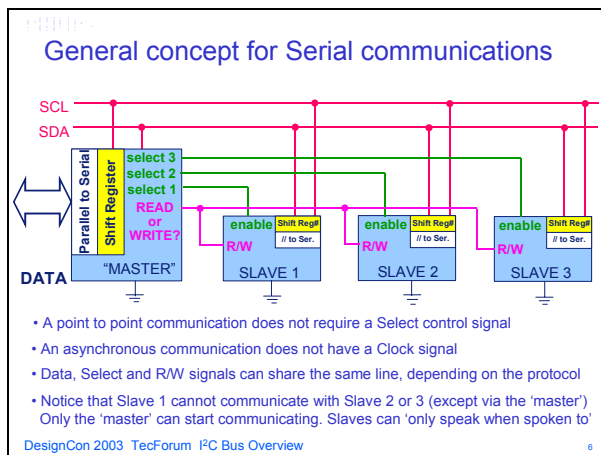 General concept for Serial communications
SCL
SDA
Parallel to Serial
Shift Register
select 3
select 2
select 1
READ
or
WRITE?
"MASTER"
DATA
enable
Shift Reg#
// to Ser.
R/W
SLAVE 1
enable
Shift Reg#
// to Ser.
R/W
SLAVE 2
enable
Shift Reg#
// to Ser.
R/W
SLAVE 3
• A point to point communication does not require a Select control signal
• An asynchronous communication does not have a Clock signal
• Data, Select and R/W signals can share the same line, depending on the protocol
• Notice that Slave 1 cannot communicate with Slave 2 or 3 (except via the 'master')
Only the 'master' can start communicating. Slaves can 'only speak when spoken to'
DesignCon 2003 TecForum I²C Bus Overview
6